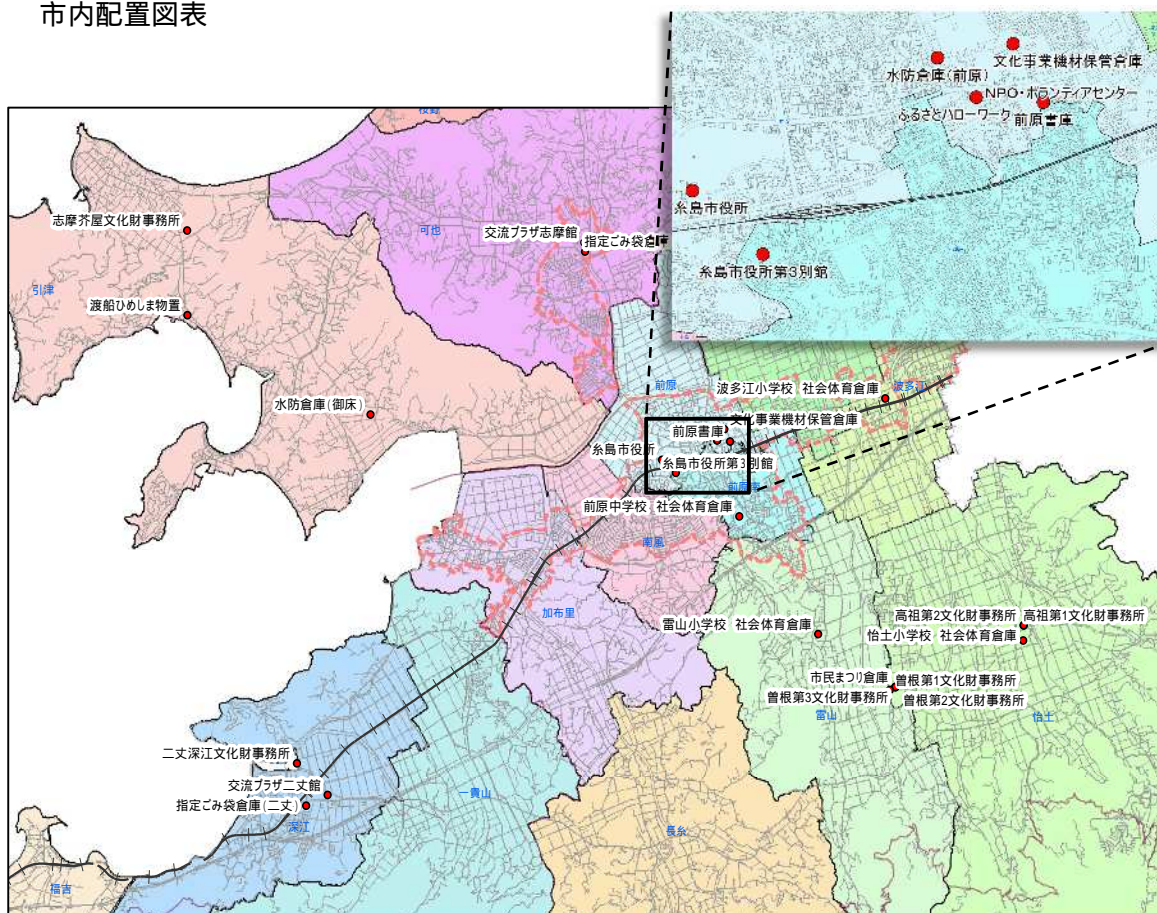 市内配置図表
文化事業機材保管倉庫
水防倉庫(前原)
NPO・ボランティアセンター
ふるさとハローワーク
前原書庫
糸島市役所
糸島市役所第3別館
桜野
志摩芥屋文化財事務所
可也
交流プラザ志摩館
指定ごみ袋倉庫
引津
渡船ひめしま物置
前原
波多江小学校 社会体育倉庫
波多江
水防倉庫(御床)
文化事業機材保管倉庫
前原書庫
糸島市役所
糸島市役所第3別館
前原東
前原中学校 社会体育倉庫
南風
加布里
雷山小学校 社会体育倉庫
高祖第2文化財事務所
高祖第1文化財事務所
怡土小学校 社会体育倉庫
市民まつり倉庫
曽根第1文化財事務所
曽根第3文化財事務所
曽根第2文化財事務所
雷山
怡土
二丈深江文化財事務所
交流プラザ二丈館
指定ごみ袋倉庫(二丈)
深江
一貴山
長糸
福吉